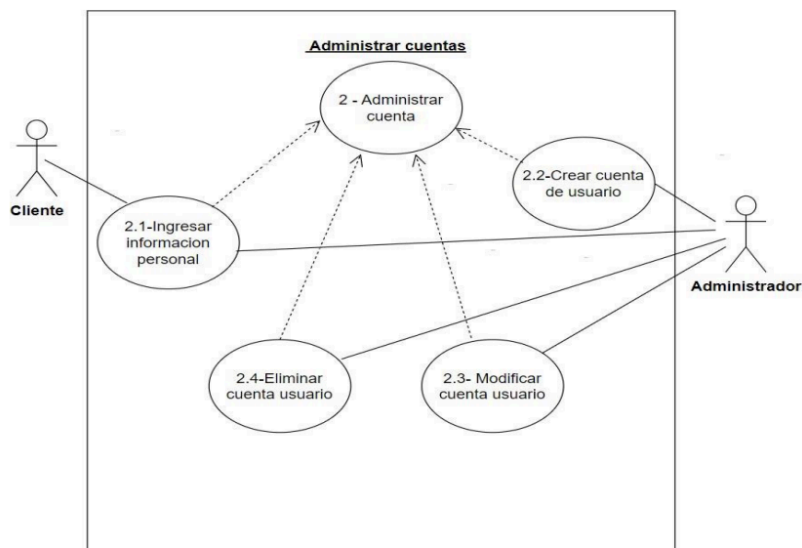 Administrar cuentas
2 - Administrar
cuenta
2.2-Crear cuenta
de usuario
Cliente
2.1-Ingresar
informacion
personal
Administrador
2.4-Eliminar
cuenta usuario
2.3- Modificar
cuenta usuario